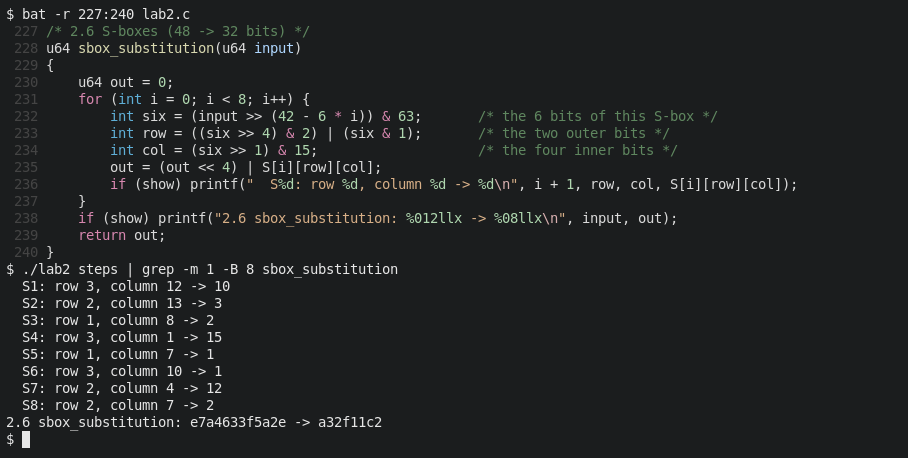 $ bat -r 227:240 lab2.c
227 /* 2.6 S-boxes (48 -> 32 bits) */
228 u64 sbox_substitution(u64 input)
229 {
230     u64 out = 0;
231     for (int i = 0; i < 8; i++) {
232         int six = (input >> (42 - 6 * i)) & 63;       /* the 6 bits of this S-box */
233         int row = ((six >> 4) & 2) | (six & 1);       /* the two outer bits */
234         int col = (six >> 1) & 15;                    /* the four inner bits */
235         out = (out << 4) | S[i][row][col];
236         if (show) printf("  S%d: row %d, column %d -> %d\n", i + 1, row, col, S[i][row][col]);
237     }
238     if (show) printf("2.6 sbox_substitution: %012llx -> %08llx\n", input, out);
239     return out;
240 }
$ ./lab2 steps | grep -m 1 -B 8 sbox_substitution
  S1: row 3, column 12 -> 10
  S2: row 2, column 13 -> 3
  S3: row 1, column 8 -> 2
  S4: row 3, column 1 -> 15
  S5: row 1, column 7 -> 1
  S6: row 3, column 10 -> 1
  S7: row 2, column 4 -> 12
  S8: row 2, column 7 -> 2
2.6 sbox_substitution: e7a4633f5a2e -> a32f11c2
$